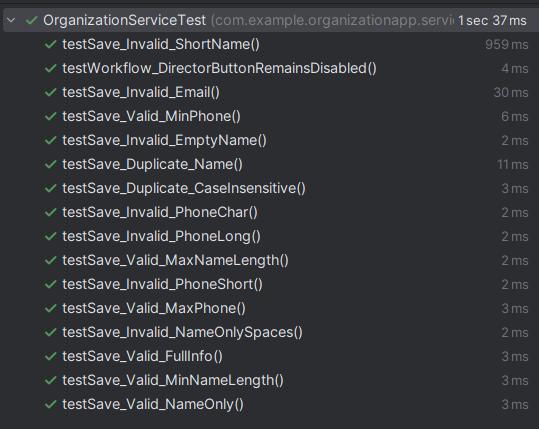 OrganizationServiceTest (com.example.organizationapp.servi 1 sec 37 ms
testSave_Invalid_ShortName() 959 ms
testWorkflow_DirectorButtonRemainsDisabled() 4 ms
testSave_Invalid_Email() 30 ms
testSave_Valid_MinPhone() 6 ms
testSave_Invalid_EmptyName() 2 ms
testSave_Duplicate_Name() 11 ms
testSave_Duplicate_CaseInsensitive() 3 ms
testSave_Invalid_PhoneChar() 2 ms
testSave_Invalid_PhoneLong() 2 ms
testSave_Valid_MaxNameLength() 2 ms
testSave_Invalid_PhoneShort() 2 ms
testSave_Valid_MaxPhone() 3 ms
testSave_Invalid_NameOnlySpaces() 2 ms
testSave_Valid_FullInfo() 3 ms
testSave_Valid_MinNameLength() 3 ms
testSave_Valid_NameOnly() 3 ms